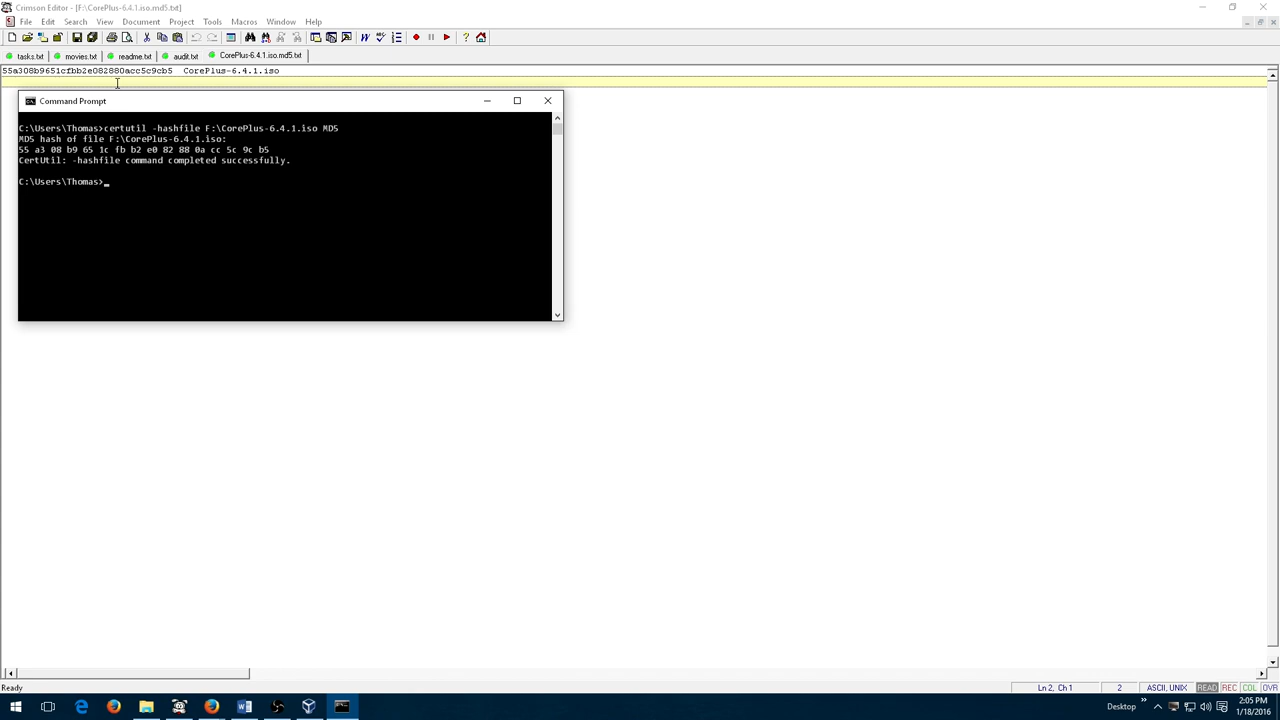 Crimson Editor - [F:\CorePlus-6.4.1.iso.md5.txt]
File Edit Search View Document Project Tools Macros Window Help
tasks.txt movies.txt readme.txt audit.txt CorePlus-6.4.1.iso.md5.txt
55a308b9651cfbb2e082880acc5c9cb5  CorePlus-6.4.1.iso
Command Prompt
C:\Users\Thomas>certutil -hashfile F:\CorePlus-6.4.1.iso MD5
MD5 hash of file F:\CorePlus-6.4.1.iso:
55 a3 08 b9 65 1c fb b2 e0 82 88 0a cc 5c 9c b5
CertUtil: -hashfile command completed successfully.
C:\Users\Thomas>_
Ready Ln 2, Ch 1 2 ASCII, UNIX READ REC COL OVR
Desktop 2:05 PM
1/18/2016